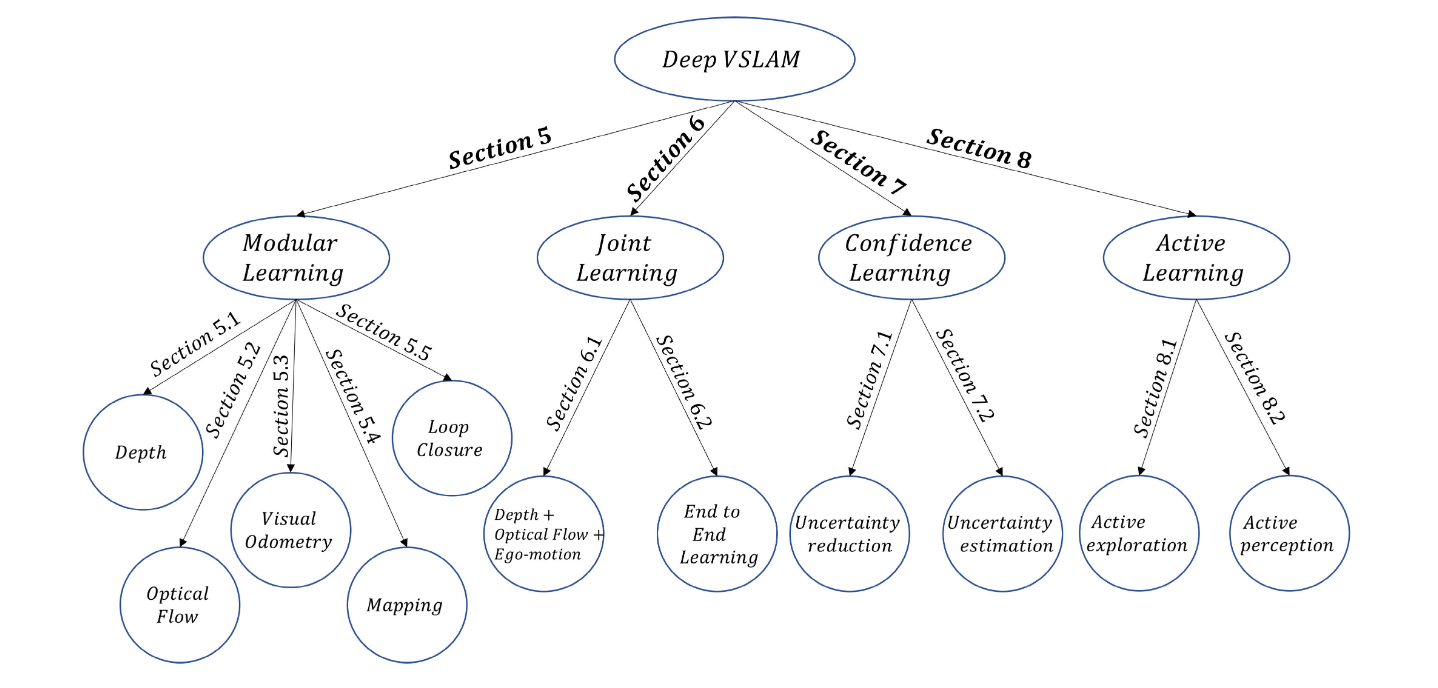 Deep VSLAM
Section 5
Section 6
Section 7
Section 8
Modular
Learning
Joint
Learning
Confidence
Learning
Active
Learning
Section 5.1
Section 5.2
Section 5.3
Section 5.4
Section 5.5
Section 6.1
Section 6.2
Section 7.1
Section 7.2
Section 8.1
Section 8.2
Depth
Optical
Flow
Visual
Odometry
Mapping
Loop
Closure
Depth +
Optical Flow +
Ego-motion
End to
End
Learning
Uncertainty
reduction
Uncertainty
estimation
Active
exploration
Active
perception